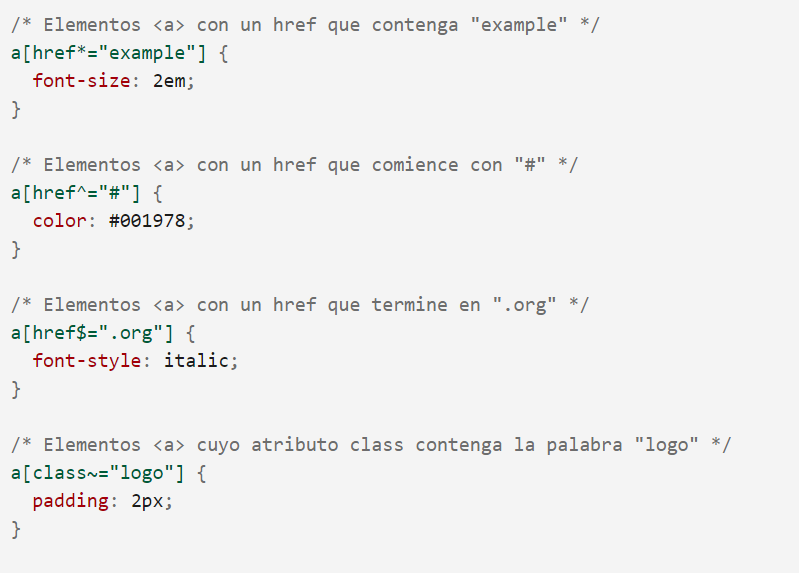 /* Elementos <a> con un href que contenga "example" */
a[href*="example"] {
  font-size: 2em;
}

/* Elementos <a> con un href que comience con "#" */
a[href^="#"] {
  color: #001978;
}

/* Elementos <a> con un href que termine en ".org" */
a[href$=".org"] {
  font-style: italic;
}

/* Elementos <a> cuyo atributo class contenga la palabra "logo" */
a[class~="logo"] {
  padding: 2px;
}